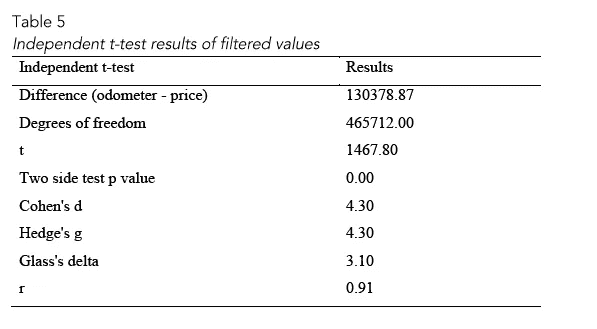 Table 5
Independent t-test results of filtered values
Independent t-test Results
Difference (odometer - price) 130378.87
Degrees of freedom 465712.00
t 1467.80
Two side test p value 0.00
Cohen's d 4.30
Hedge's g 4.30
Glass's delta 3.10
r 0.91